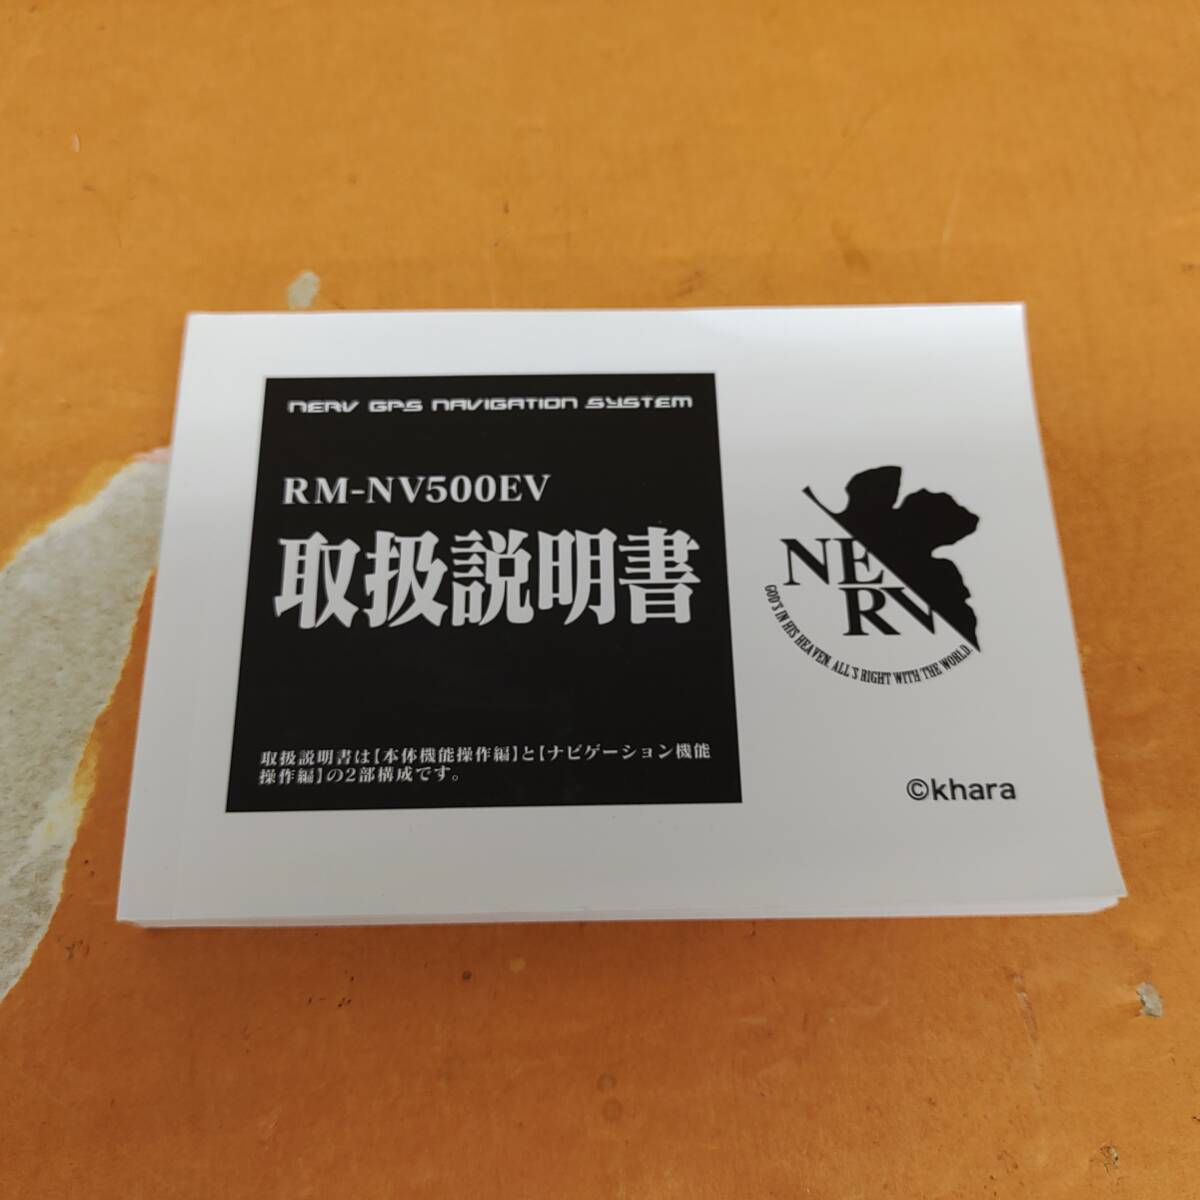 NERV GPS NAVIGATION SYSTEM
RM-NV500EV
取扱説明書
取扱説明書は【本体機能操作編】と【ナビゲーション機能
操作編】の2部構成です。
NE
RV
GOD'S IN HIS HEAVEN. ALL'S RIGHT WITH THE WORLD.
©khara